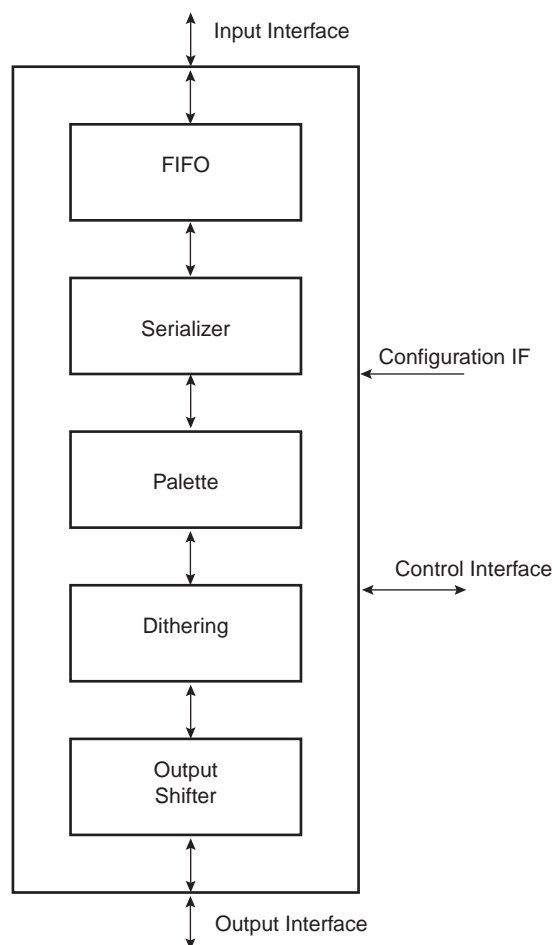 Input Interface
FIFO
Serializer
Configuration IF
Palette
Control Interface
Dithering
Output
Shifter
Output Interface